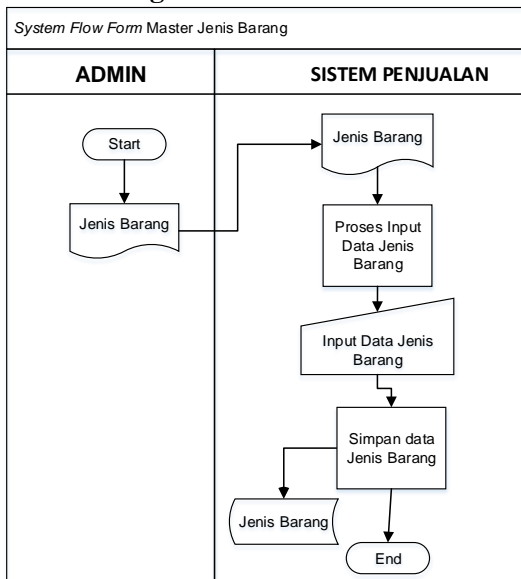 System Flow Form Master Jenis Barang
ADMIN
SISTEM PENJUALAN
Start
Jenis Barang
Jenis Barang
Proses Input
Data Jenis
Barang
Input Data Jenis
Barang
Simpan data
Jenis Barang
Jenis Barang
End